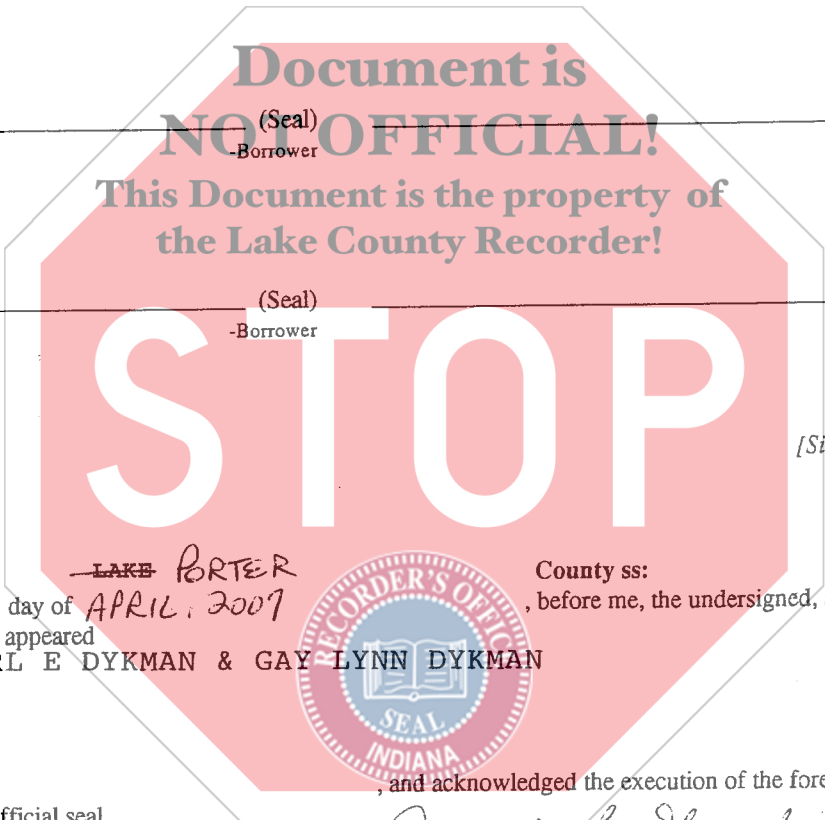 Document is
NOT OFFICIAL!
(Seal)
-Borrower
This Document is the property of
the Lake County Recorder!
(Seal)
-Borrower
STOP
[Si
LAKE PORTER County ss:
day of APRIL, 2007 , before me, the undersigned,
appeared
RL E DYKMAN & GAY LYNN DYKMAN
RECORDER'S OFFIC
SEAL
INDIANA
, and acknowledged the execution of the fore
fficial seal